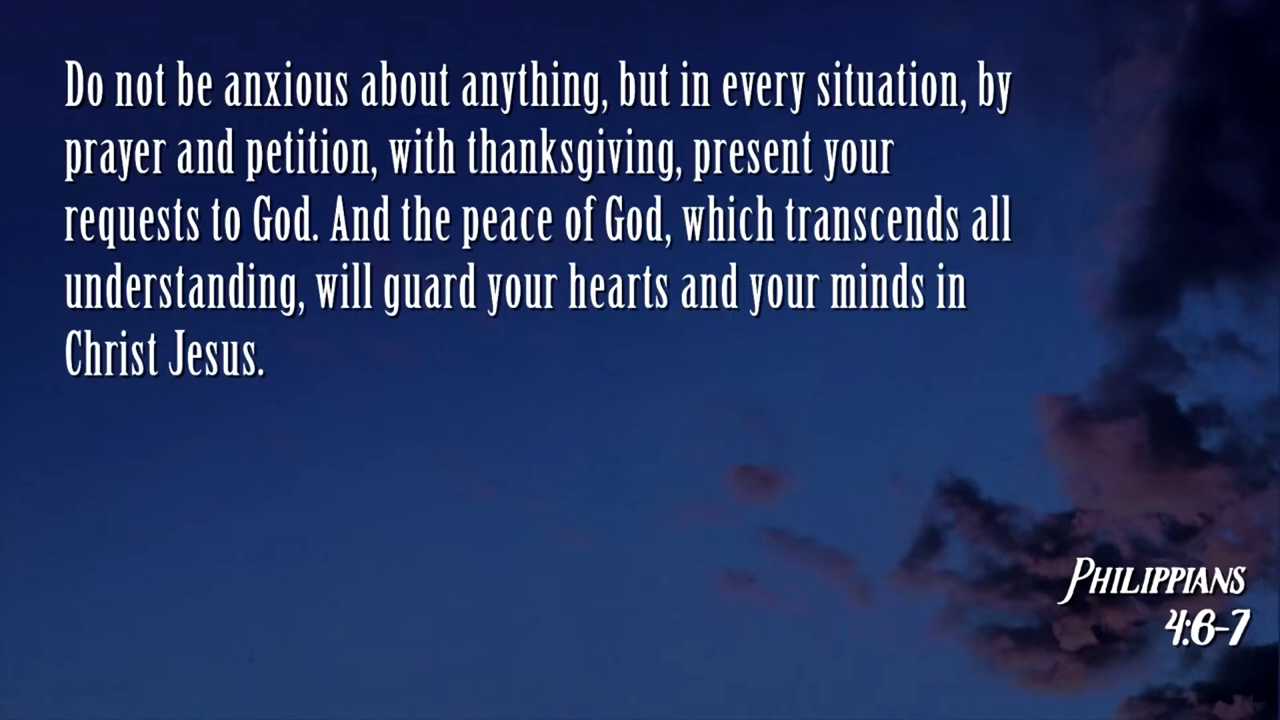 Do not be anxious about anything, but in every situation, by
prayer and petition, with thanksgiving, present your
requests to God. And the peace of God, which transcends all
understanding, will guard your hearts and your minds in
Christ Jesus.
Philippians
4:6-7